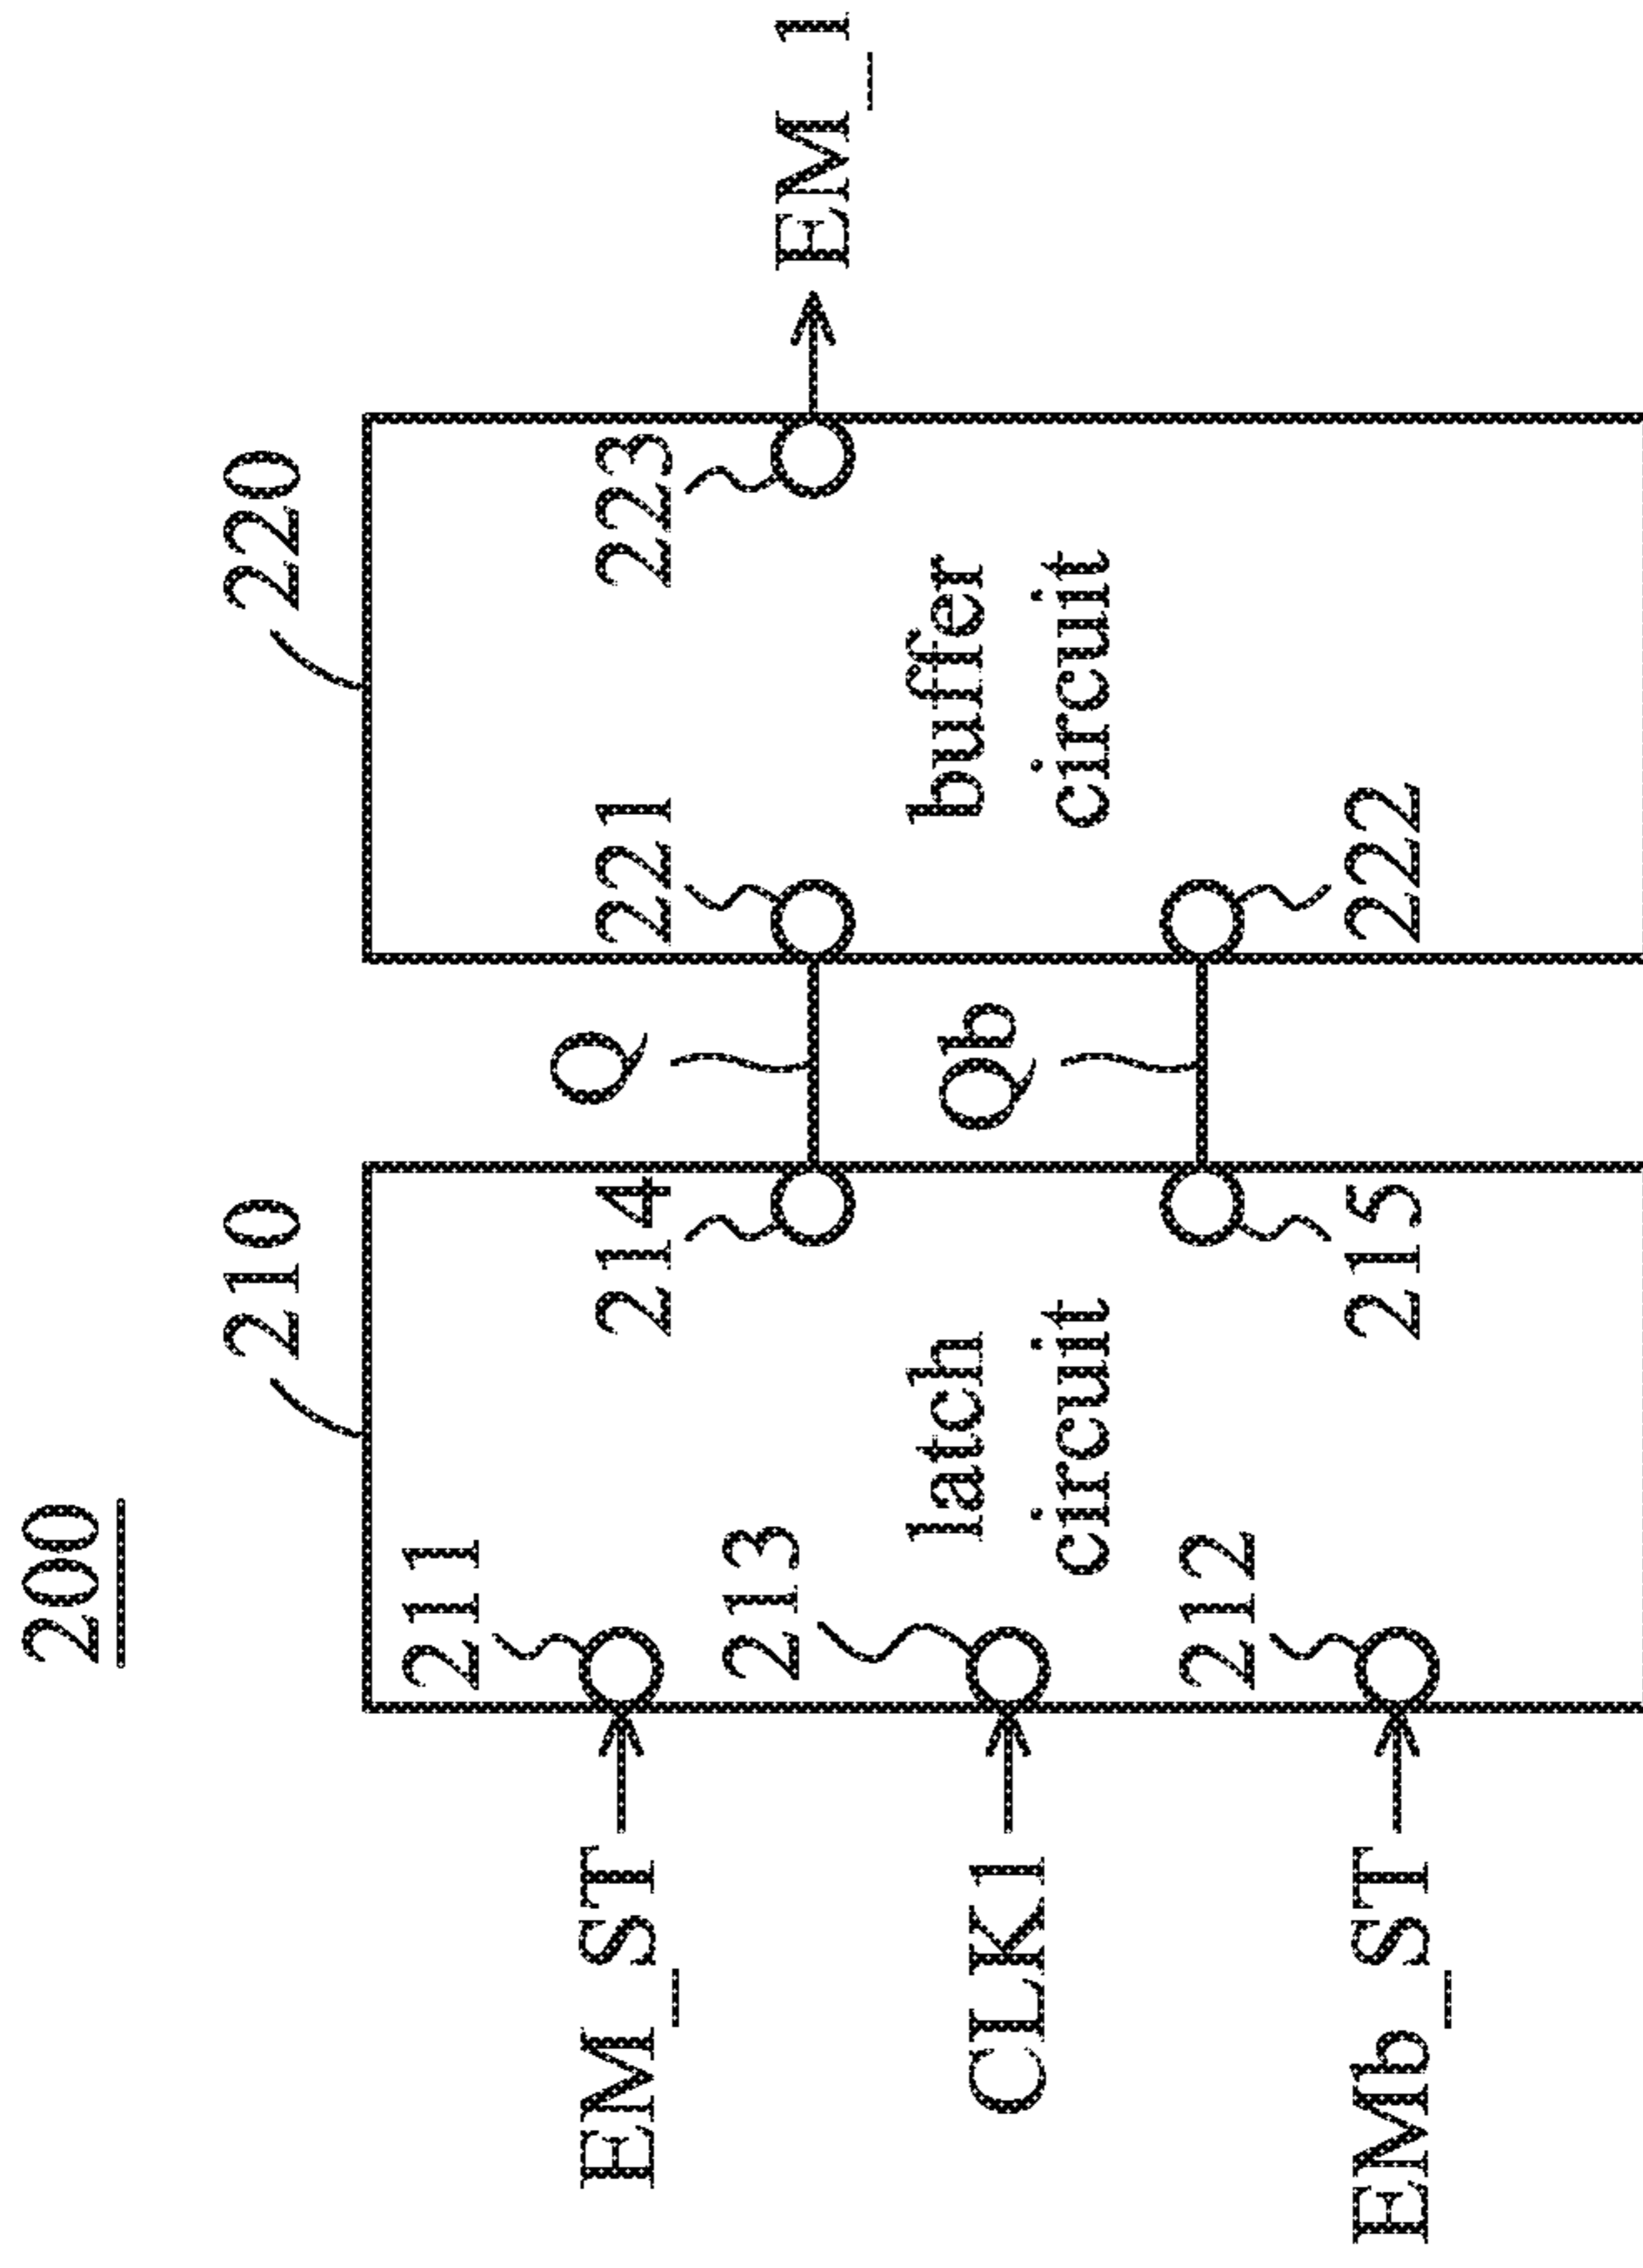 200
210
220
211
214
221
223
Q
EM_ST
EM_1
213
CLK1
latch
circuit
Qb
buffer
circuit
212
EMb_ST
215
222